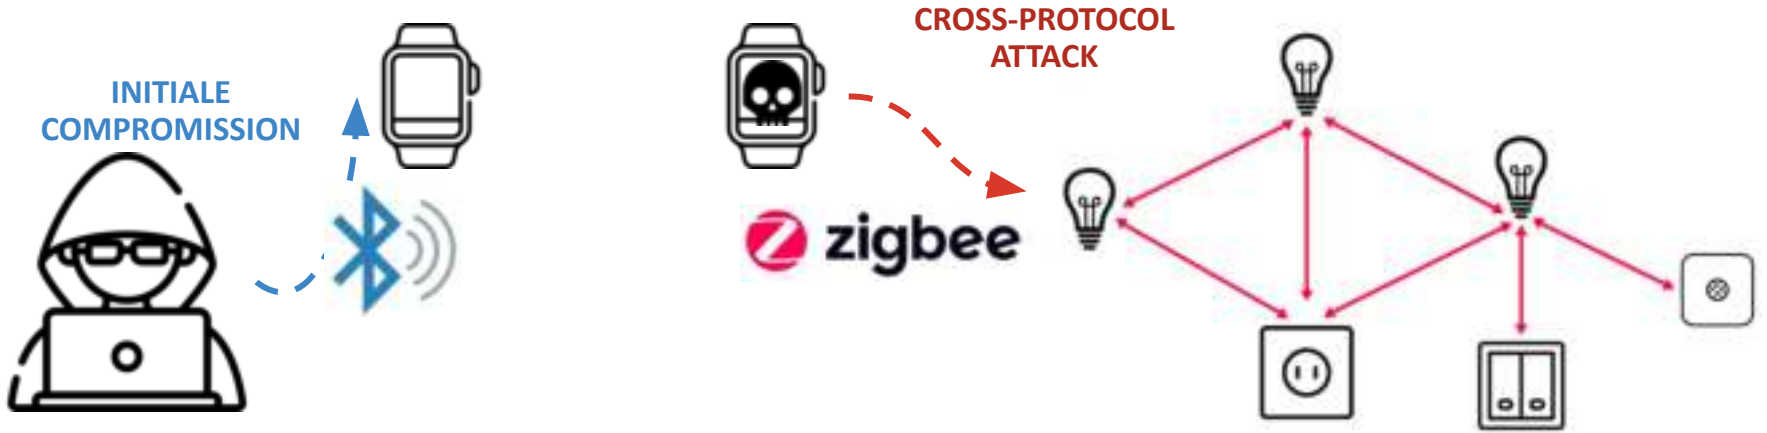 INITIALE
COMPROMISSION
CROSS-PROTOCOL
ATTACK
zigbee